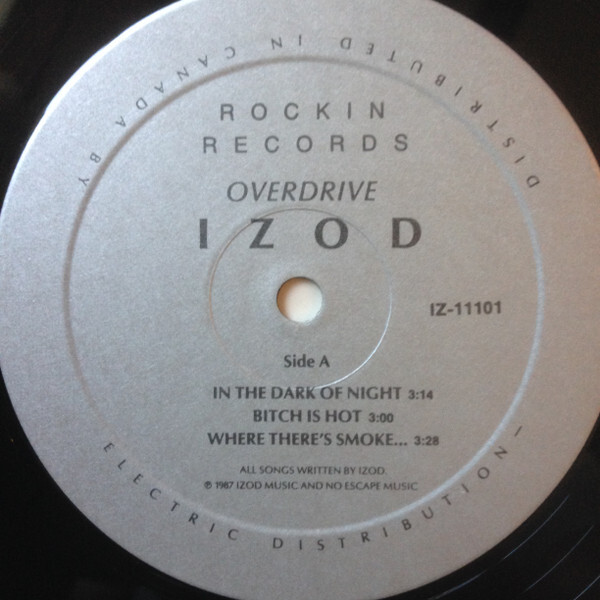 ROCKIN
RECORDS
OVERDRIVE
IZOD
IZ-11101
Side A
IN THE DARK OF NIGHT 3:14
BITCH IS HOT 3:00
WHERE THERE'S SMOKE... 3:28
ALL SONGS WRITTEN BY IZOD.
℗ 1987 IZOD MUSIC AND NO ESCAPE MUSIC
DISTRIBUTED IN CANADA BY
ELECTRIC DISTRIBUTION –